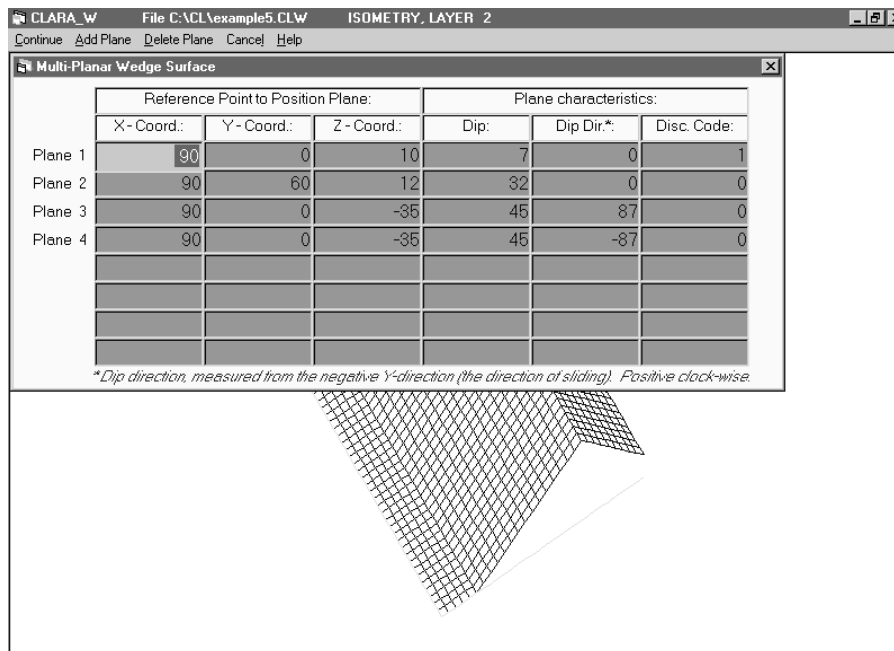 CLARA_W File C:\CL\example5.CLW ISOMETRY, LAYER 2
Continue Add Plane Delete Plane Cancel Help
Multi-Planar Wedge Surface
Reference Point to Position Plane: Plane characteristics:
X - Coord.: Y - Coord.: Z - Coord.: Dip: Dip Dir.*: Disc. Code:
Plane 1 90 0 10 7 0 1
Plane 2 90 60 12 32 0 0
Plane 3 90 0 -35 45 87 0
Plane 4 90 0 -35 45 -87 0
*Dip direction, measured from the negative Y-direction (the direction of sliding). Positive clock-wise.